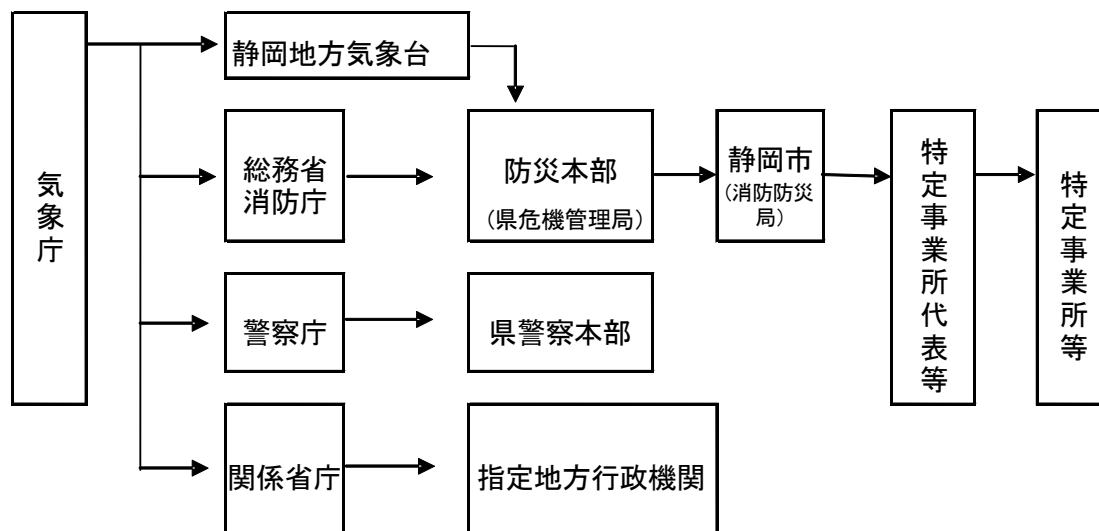 気象庁
静岡地方気象台
総務省
消防庁
防災本部
（県危機管理局）
静岡市
（消防防災
局）
特定事業所代表等
特定事業所等
警察庁
県警察本部
関係省庁
指定地方行政機関